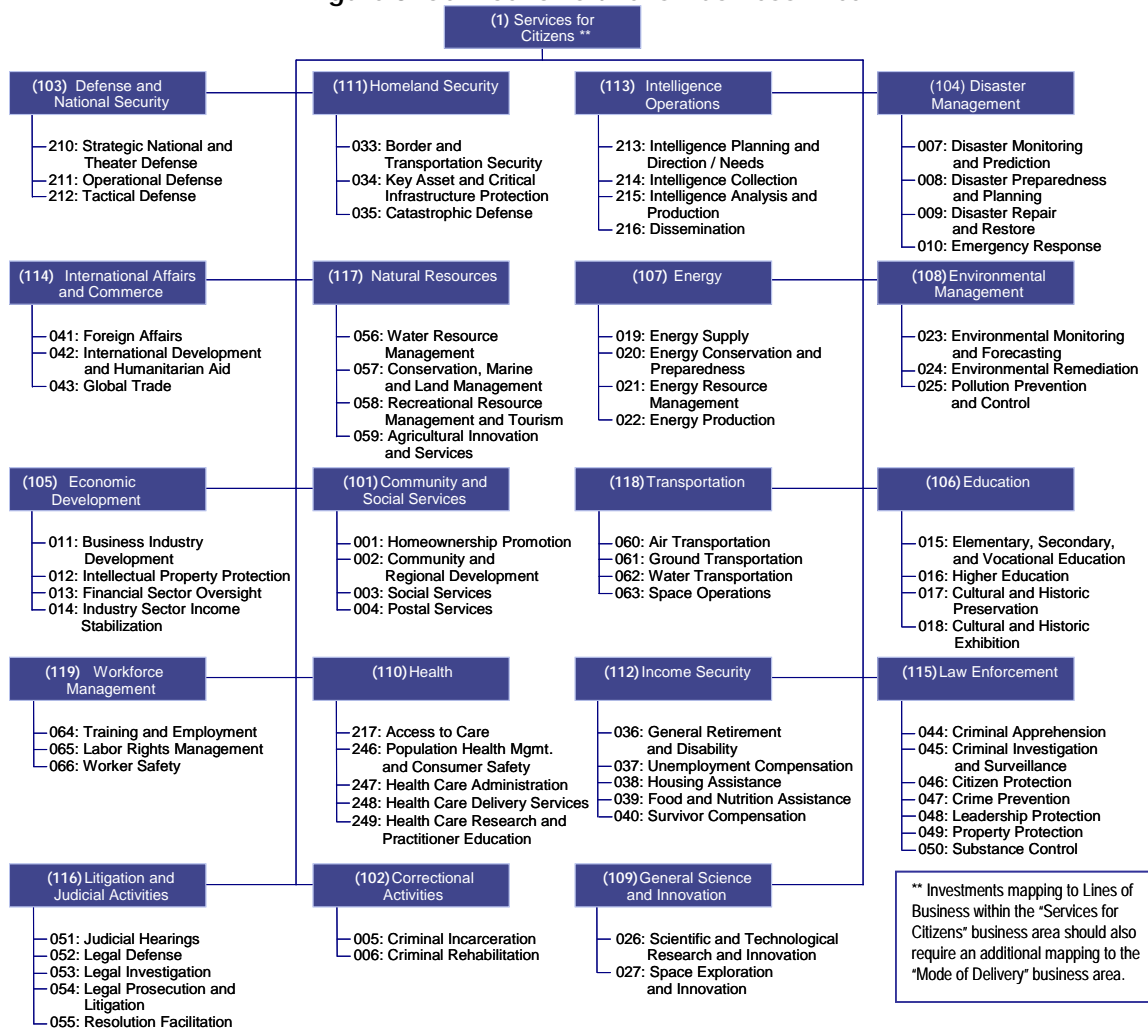 (1) Services for
Citizens **
(103) Defense and
National Security
210: Strategic National and
Theater Defense
211: Operational Defense
212: Tactical Defense
(111) Homeland Security
033: Border and
Transportation Security
034: Key Asset and Critical
Infrastructure Protection
035: Catastrophic Defense
(113) Intelligence
Operations
213: Intelligence Planning and
Direction / Needs
214: Intelligence Collection
215: Intelligence Analysis and
Production
216: Dissemination
(104) Disaster
Management
007: Disaster Monitoring
and Prediction
008: Disaster Preparedness
and Planning
009: Disaster Repair
and Restore
010: Emergency Response
(114) International Affairs
and Commerce
041: Foreign Affairs
042: International Development
and Humanitarian Aid
043: Global Trade
(117) Natural Resources
056: Water Resource
Management
057: Conservation, Marine
and Land Management
058: Recreational Resource
Management and Tourism
059: Agricultural Innovation
and Services
(107) Energy
019: Energy Supply
020: Energy Conservation and
Preparedness
021: Energy Resource
Management
022: Energy Production
(108) Environmental
Management
023: Environmental Monitoring
and Forecasting
024: Environmental Remediation
025: Pollution Prevention
and Control
(105) Economic
Development
011: Business Industry
Development
012: Intellectual Property Protection
013: Financial Sector Oversight
014: Industry Sector Income
Stabilization
(101) Community and
Social Services
001: Homeownership Promotion
002: Community and
Regional Development
003: Social Services
004: Postal Services
(118) Transportation
060: Air Transportation
061: Ground Transportation
062: Water Transportation
063: Space Operations
(106) Education
015: Elementary, Secondary,
and Vocational Education
016: Higher Education
017: Cultural and Historic
Preservation
018: Cultural and Historic
Exhibition
(119) Workforce
Management
064: Training and Employment
065: Labor Rights Management
066: Worker Safety
(110) Health
217: Access to Care
246: Population Health Mgmt.
and Consumer Safety
247: Health Care Administration
248: Health Care Delivery Services
249: Health Care Research and
Practitioner Education
(112) Income Security
036: General Retirement
and Disability
037: Unemployment Compensation
038: Housing Assistance
039: Food and Nutrition Assistance
040: Survivor Compensation
(115) Law Enforcement
044: Criminal Apprehension
045: Criminal Investigation
and Surveillance
046: Citizen Protection
047: Crime Prevention
048: Leadership Protection
049: Property Protection
050: Substance Control
(116) Litigation and
Judicial Activities
051: Judicial Hearings
052: Legal Defense
053: Legal Investigation
054: Legal Prosecution and
Litigation
055: Resolution Facilitation
(102) Correctional
Activities
005: Criminal Incarceration
006: Criminal Rehabilitation
(109) General Science
and Innovation
026: Scientific and Technological
Research and Innovation
027: Space Exploration
and Innovation
** Investments mapping to Lines of
Business within the "Services for
Citizens" business area should also
require an additional mapping to the
"Mode of Delivery" business area.